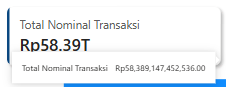 Total Nominal Transaksi
Rp58.39T
Total Nominal Transaksi Rp58,389,147,452,536.00